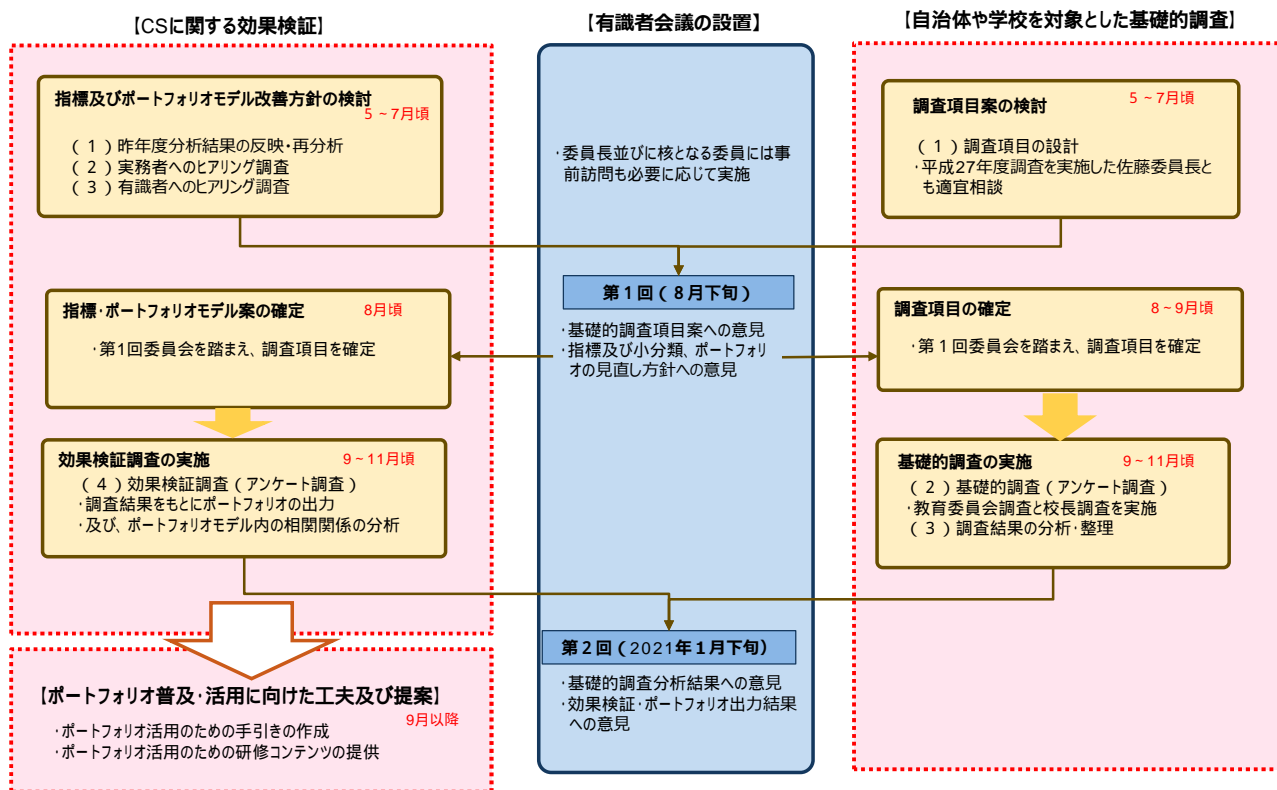 【CSに関する効果検証】
指標及びポートフォリオモデル改善方針の検討
5～7月頃
（1）昨年度分析結果の反映・再分析
（2）実務者へのヒアリング調査
（3）有識者へのヒアリング調査
指標・ポートフォリオモデル案の確定
8月頃
・第1回委員会を踏まえ、調査項目を確定
効果検証調査の実施
9～11月頃
（4）効果検証調査（アンケート調査）
・調査結果をもとにポートフォリオの出力
・及び、ポートフォリオモデル内の相関関係の分析
【ポートフォリオ普及・活用に向けた工夫及び提案】
9月以降
・ポートフォリオ活用のための手引きの作成
・ポートフォリオ活用のための研修コンテンツの提供
【有識者会議の設置】
・委員長並びに核となる委員には事
前訪問も必要に応じて実施
第1回（8月下旬）
・基礎的調査項目案への意見
・指標及び小分類、ポートフォリ
オの見直し方針への意見
第2回（2021年1月下旬）
・基礎的調査分析結果への意見
・効果検証・ポートフォリオ出力結果
への意見
【自治体や学校を対象とした基礎的調査】
調査項目案の検討
5～7月頃
（1）調査項目の設計
・平成27年度調査を実施した佐藤委員長と
も適宜相談
調査項目の確定
8～9月頃
・第1回委員会を踏まえ、調査項目を確定
基礎的調査の実施
9～11月頃
（2）基礎的調査（アンケート調査）
・教育委員会調査と校長調査を実施
（3）調査結果の分析・整理